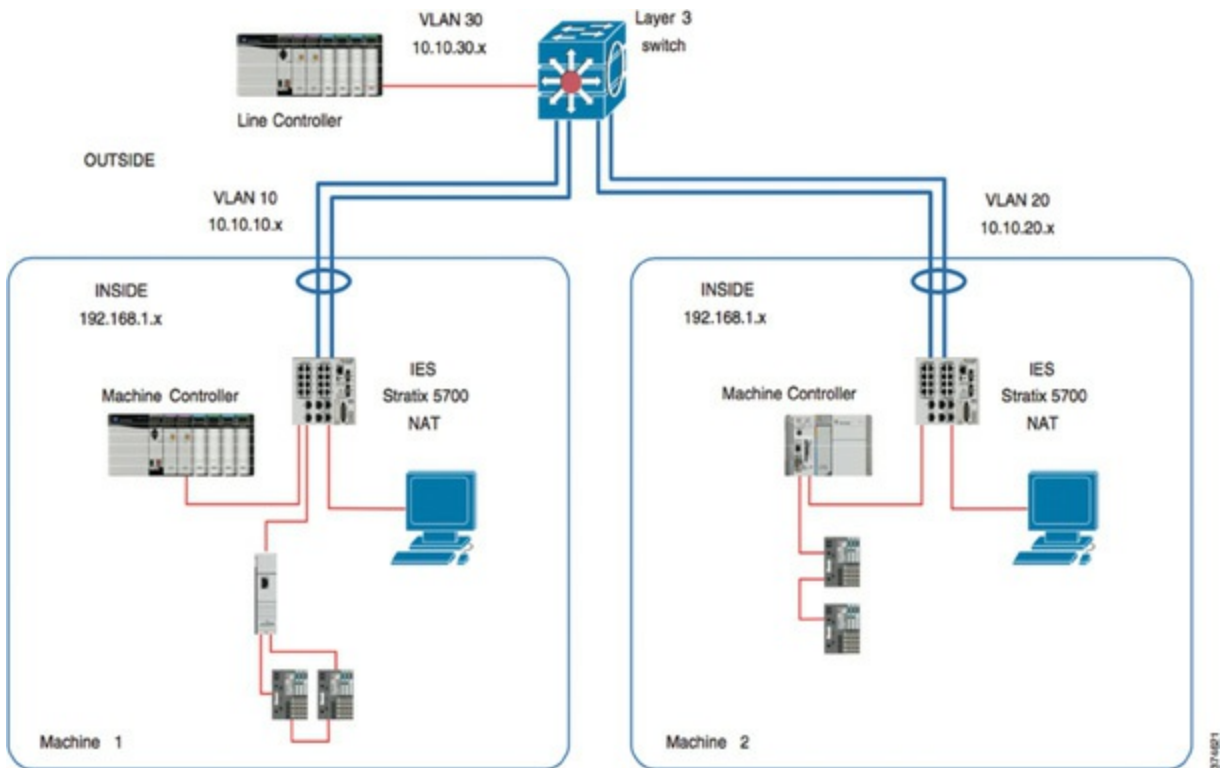 VLAN 30
10.10.30.x
Layer 3
switch
Line Controller
OUTSIDE
VLAN 10
10.10.10.x
VLAN 20
10.10.20.x
INSIDE
192.168.1.x
IES
Stratix 5700
NAT
Machine Controller
Machine 1
INSIDE
192.168.1.x
IES
Stratix 5700
NAT
Machine Controller
Machine 2
374621